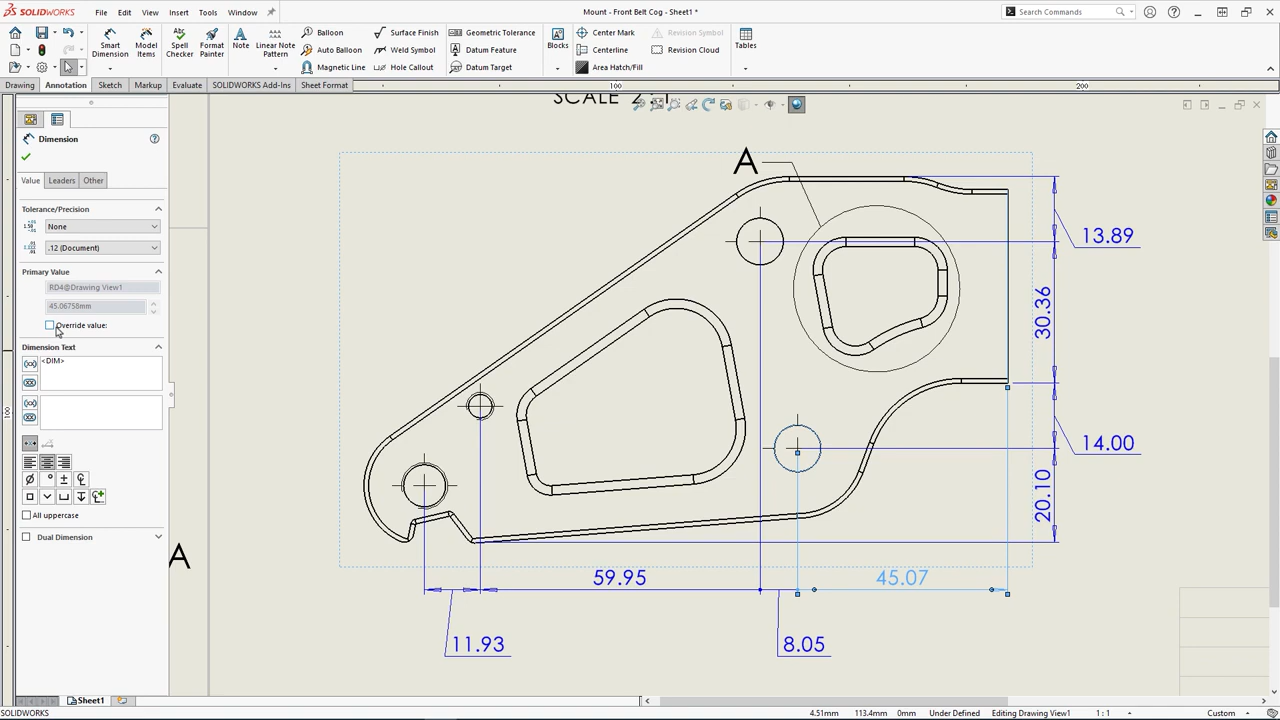 SOLIDWORKS File Edit View Insert Tools Window Mount - Front Belt Cog - Sheet1 * Search Commands
Smart Dimension Model Items Spell Checker Format Painter Note Linear Note Pattern Balloon Auto Balloon Magnetic Line Surface Finish Weld Symbol Hole Callout Geometric Tolerance Datum Feature Datum Target Blocks Center Mark Centerline Area Hatch/Fill Revision Symbol Revision Cloud Tables
Drawing Annotation Sketch Markup Evaluate SOLIDWORKS Add-Ins Sheet Format
100 200
Dimension
Value Leaders Other
Tolerance/Precision
None
.12 (Document)
Primary Value
RD4@Drawing View1
45.06758mm
Override value:
Dimension Text
<DIM>
All uppercase
Dual Dimension
100
A
A
13.89
30.36
14.00
20.10
59.95
45.07
11.93
8.05
Sheet1
SOLIDWORKS 4.51mm 113.4mm 0mm Under Defined Editing Drawing View1 1 : 1 Custom